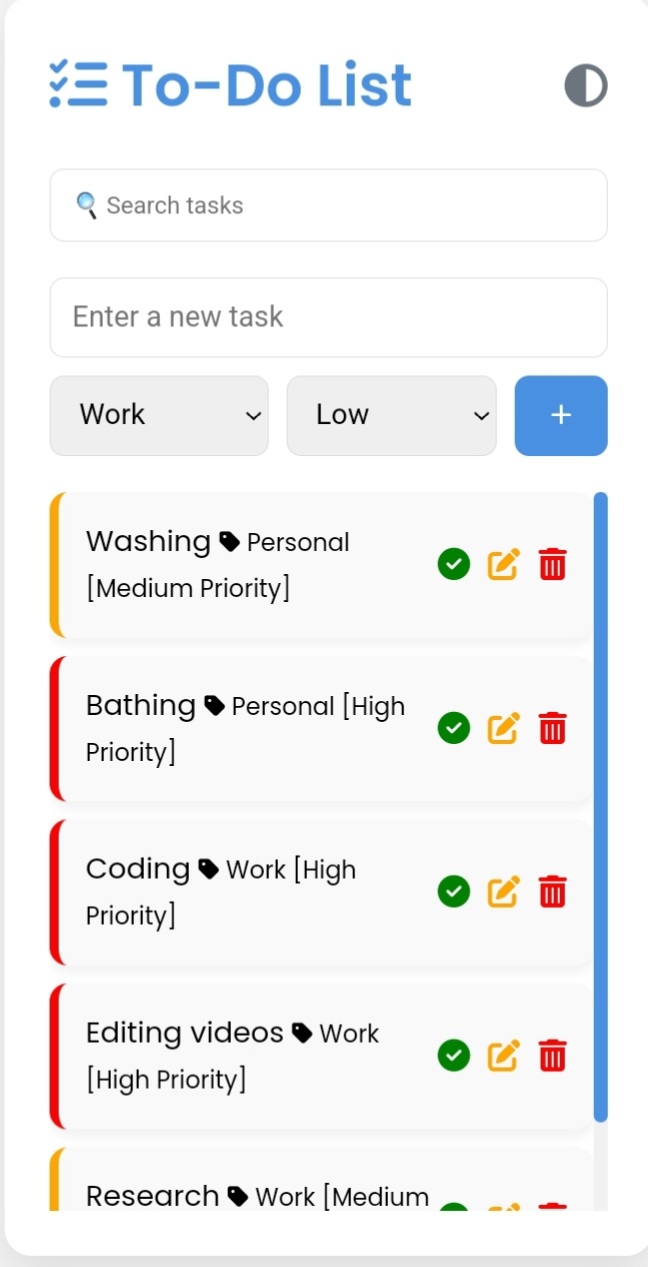 To-Do List
Search tasks
Enter a new task
Work
Low
+
Washing Personal
[Medium Priority]
Bathing Personal [High
Priority]
Coding Work [High
Priority]
Editing videos Work
[High Priority]
Research Work [Medium